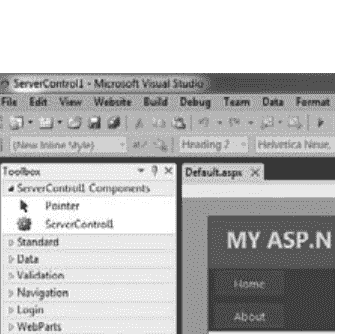 ServerControl1 - Microsoft Visual Studio
File Edit View Website Build Debug Team Data Format
(New Inline Style) Heading 2 Helvetica Neue,
Toolbox
Default.aspx
ServerControl1 Components
Pointer
ServerControl1
Standard
Data
Validation
Navigation
Login
WebParts
MY ASP.N
Home
About